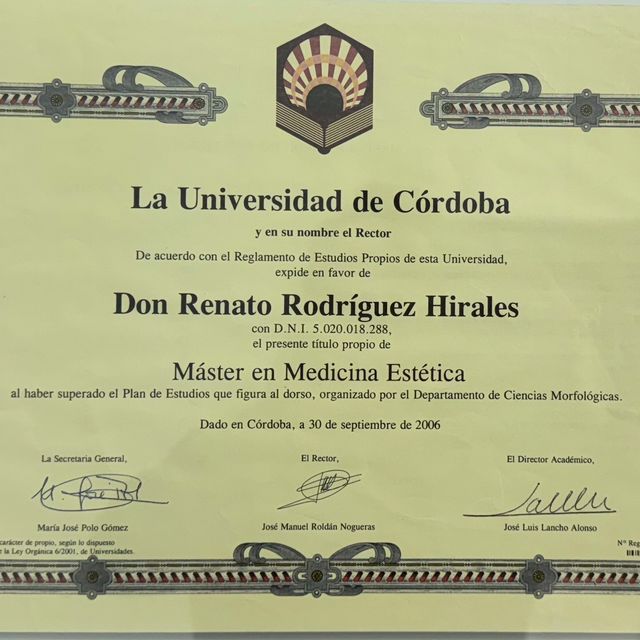 La Universidad de Córdoba
y en su nombre el Rector
De acuerdo con el Reglamento de Estudios Propios de esta Universidad,
expide en favor de
Don Renato Rodríguez Hirales
con D.N.I. 5.020.018.288,
el presente título propio de
Máster en Medicina Estética
al haber superado el Plan de Estudios que figura al dorso, organizado por el Departamento de Ciencias Morfológicas.
Dado en Córdoba, a 30 de septiembre de 2006
La Secretaria General,
María José Polo Gómez
El Rector,
José Manuel Roldán Nogueras
El Director Académico,
José Luis Lancho Alonso
carácter de propio, según lo dispuesto
la Ley Orgánica 6/2001, de Universidades.
Nº Reg